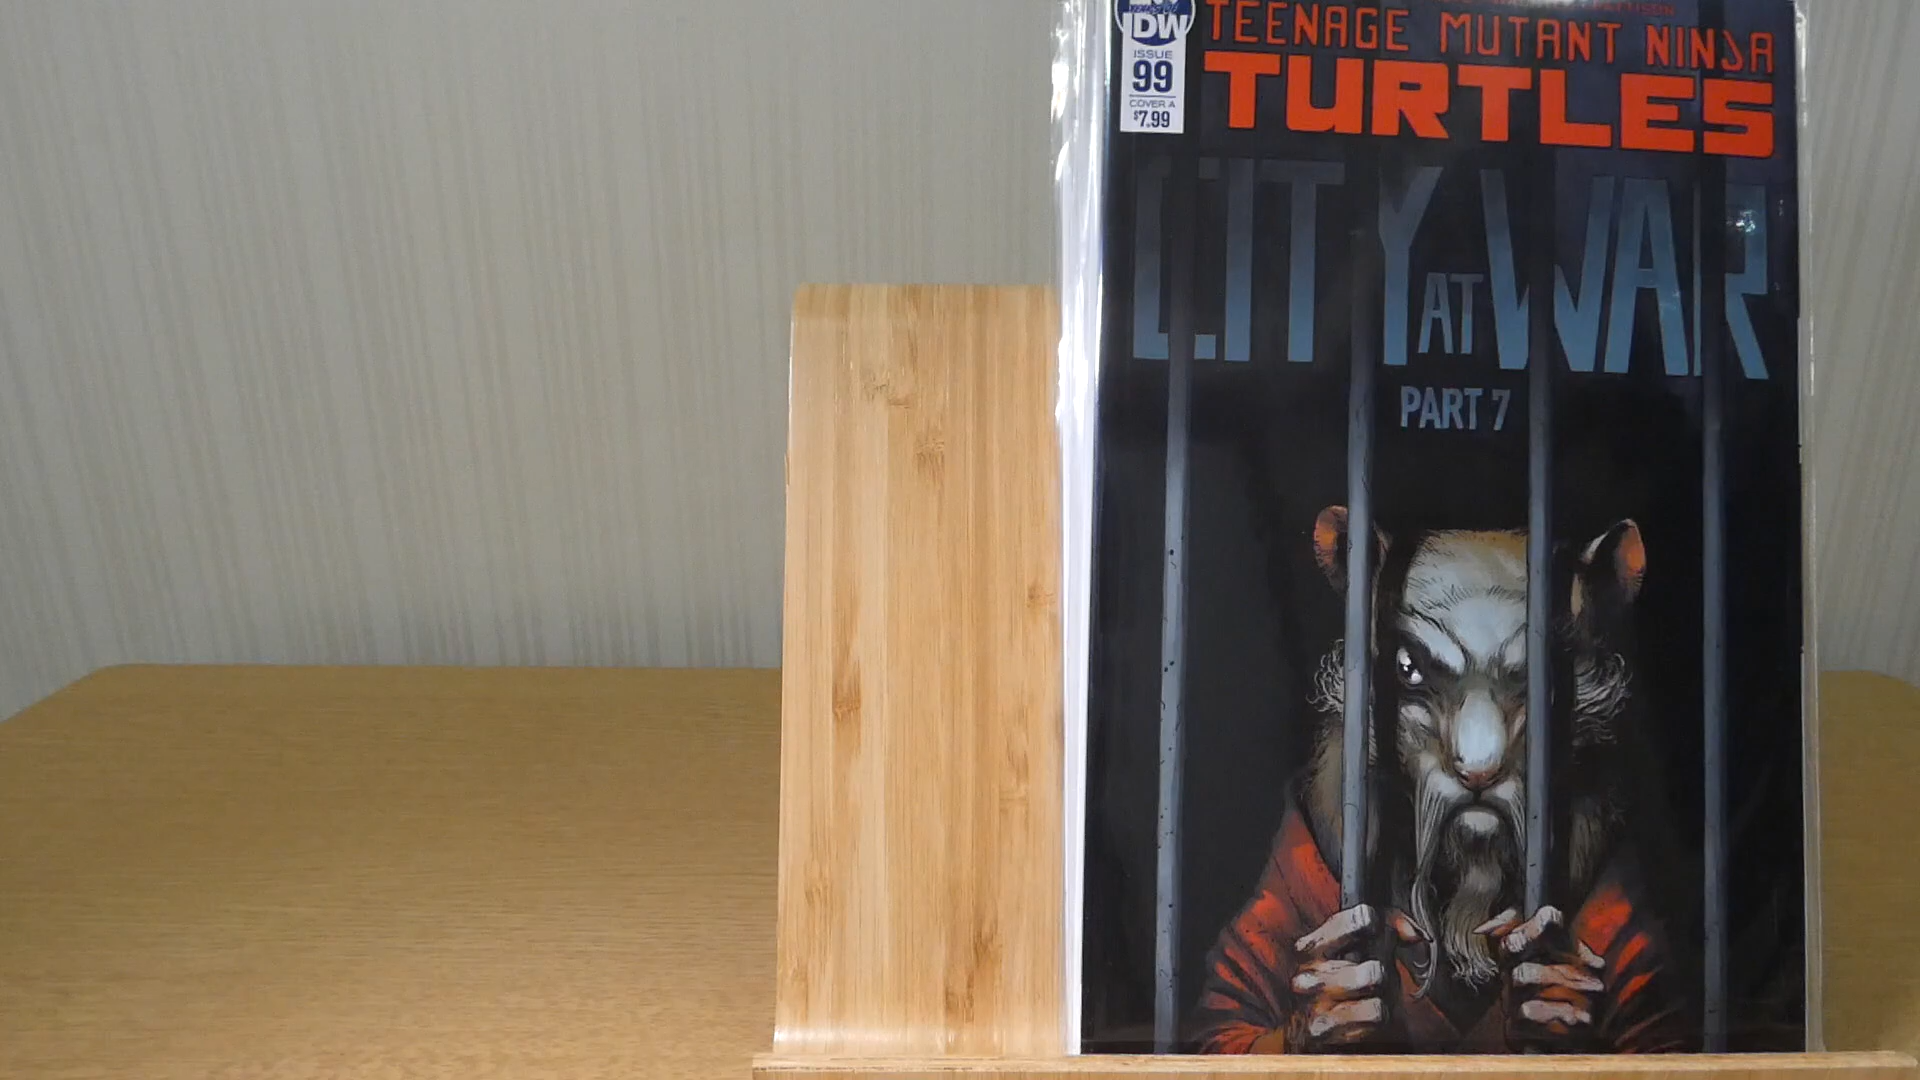 IDW
ISSUE
99
COVER A
$7.99
TEENAGE MUTANT NINJA
TURTLES
CITY AT WAR
PART 7